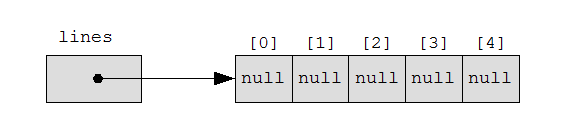 lines
[0] [1] [2] [3] [4]
null null null null null